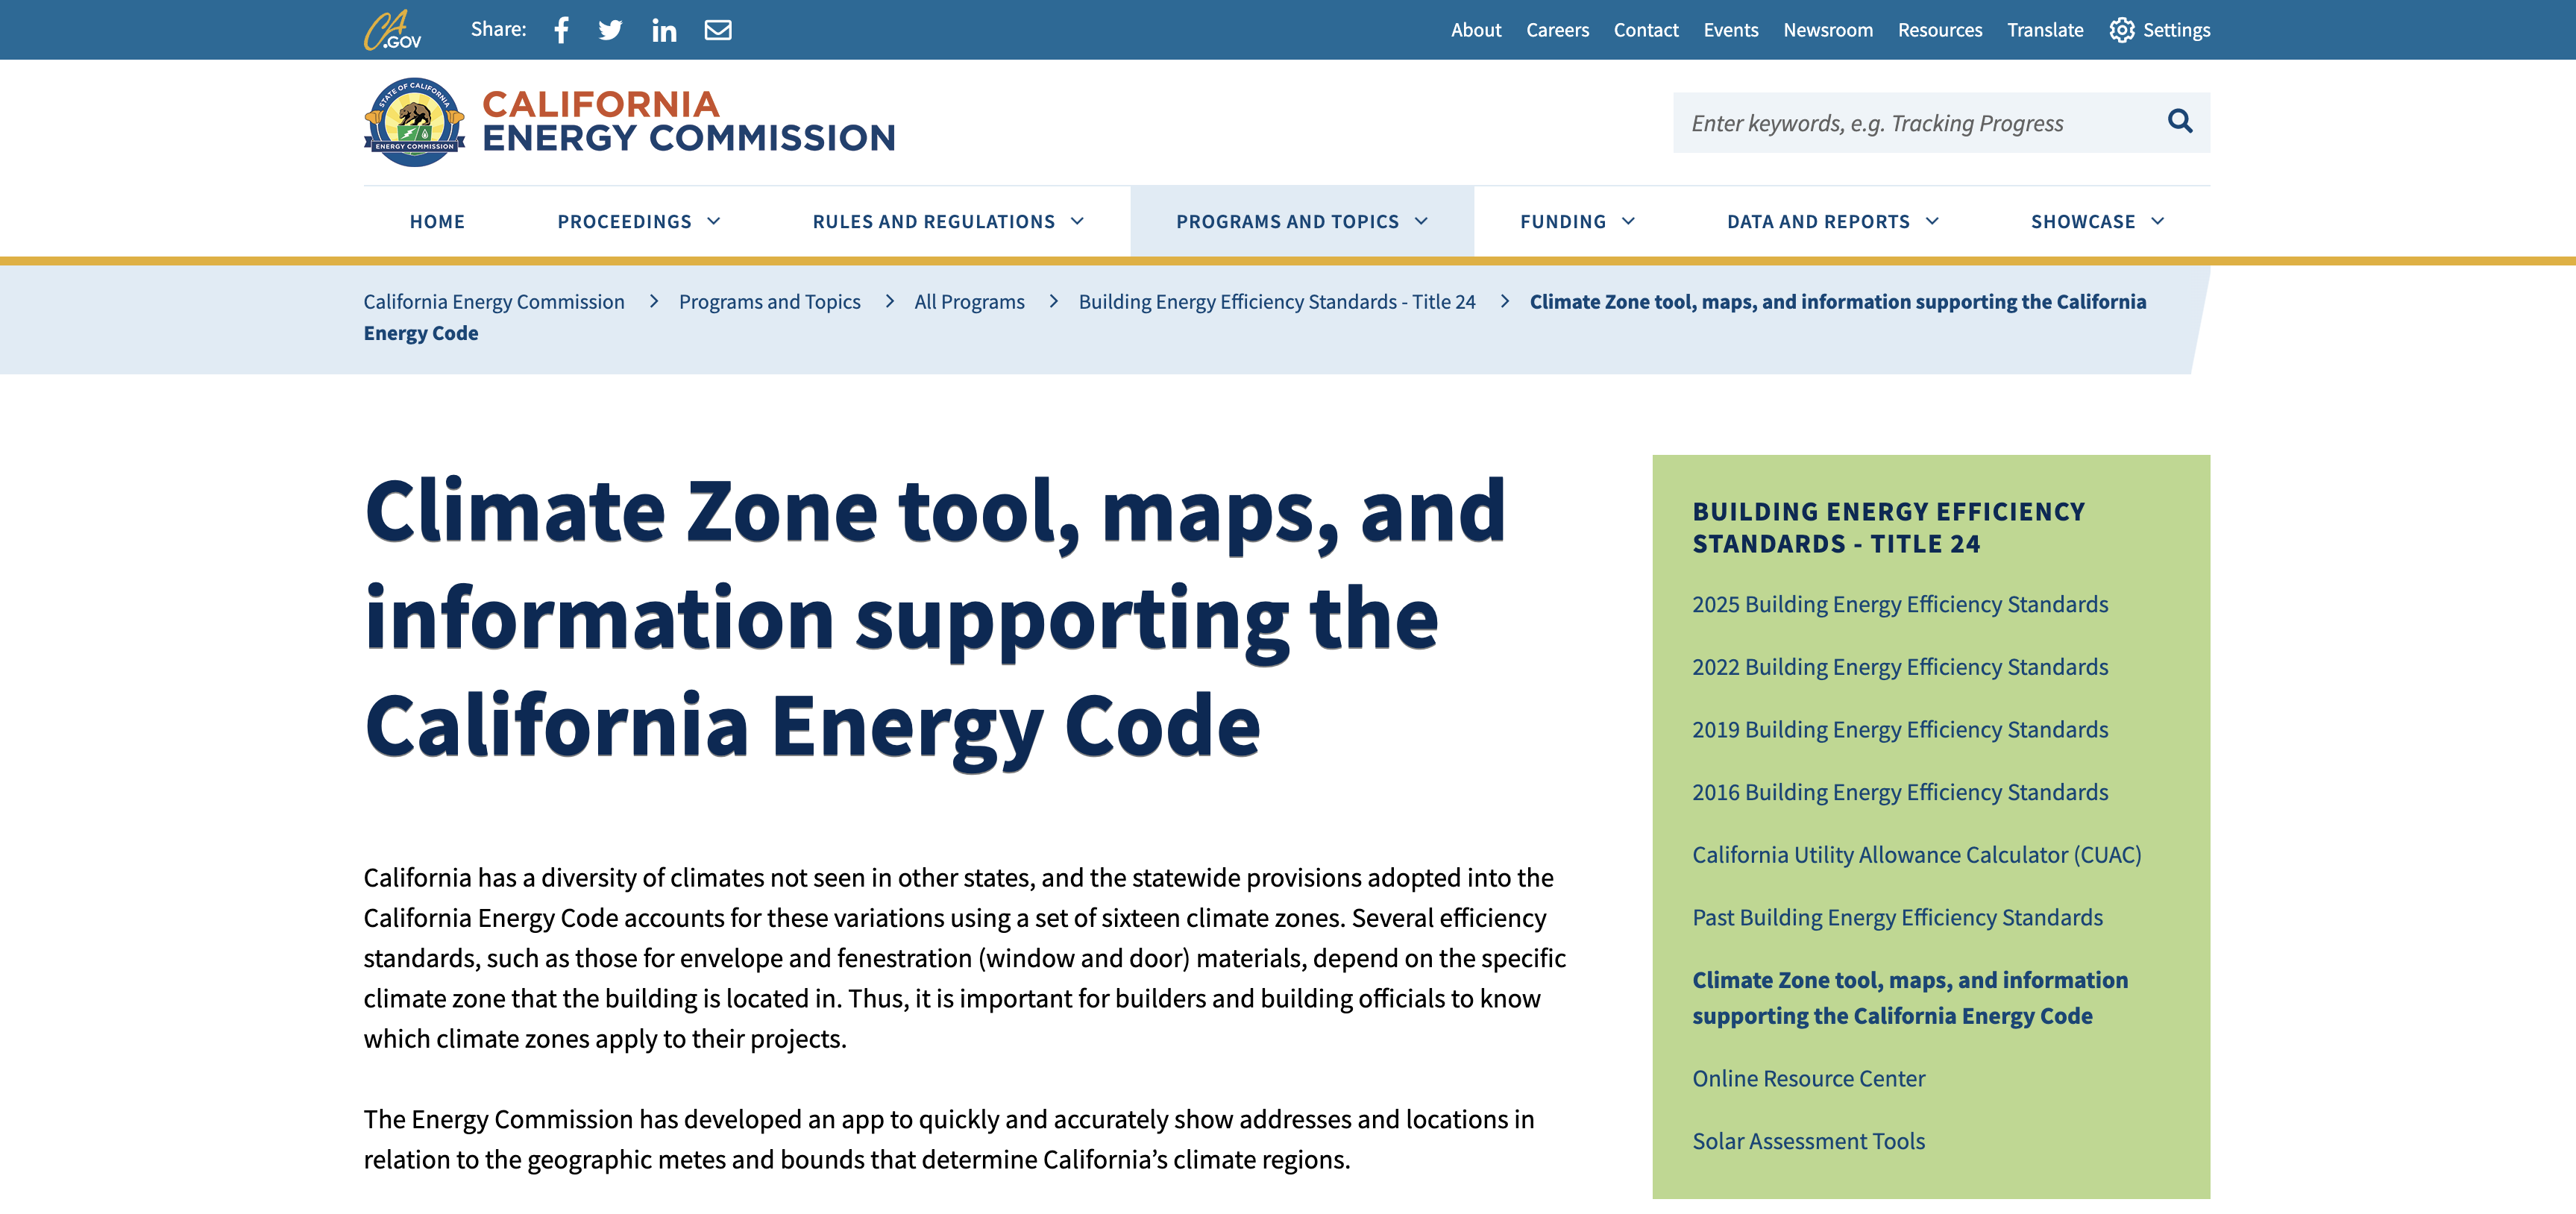 CA.GOV
Share:
About Careers Contact Events Newsroom Resources Translate Settings
STATE OF CALIFORNIA
ENERGY COMMISSION
CALIFORNIA
ENERGY COMMISSION
Enter keywords, e.g. Tracking Progress
HOME PROCEEDINGS RULES AND REGULATIONS PROGRAMS AND TOPICS FUNDING DATA AND REPORTS SHOWCASE
California Energy Commission > Programs and Topics > All Programs > Building Energy Efficiency Standards - Title 24 > Climate Zone tool, maps, and information supporting the California
Energy Code
Climate Zone tool, maps, and
information supporting the
California Energy Code
California has a diversity of climates not seen in other states, and the statewide provisions adopted into the
California Energy Code accounts for these variations using a set of sixteen climate zones. Several efficiency
standards, such as those for envelope and fenestration (window and door) materials, depend on the specific
climate zone that the building is located in. Thus, it is important for builders and building officials to know
which climate zones apply to their projects.
The Energy Commission has developed an app to quickly and accurately show addresses and locations in
relation to the geographic metes and bounds that determine California’s climate regions.
BUILDING ENERGY EFFICIENCY
STANDARDS - TITLE 24
2025 Building Energy Efficiency Standards
2022 Building Energy Efficiency Standards
2019 Building Energy Efficiency Standards
2016 Building Energy Efficiency Standards
California Utility Allowance Calculator (CUAC)
Past Building Energy Efficiency Standards
Climate Zone tool, maps, and information
supporting the California Energy Code
Online Resource Center
Solar Assessment Tools